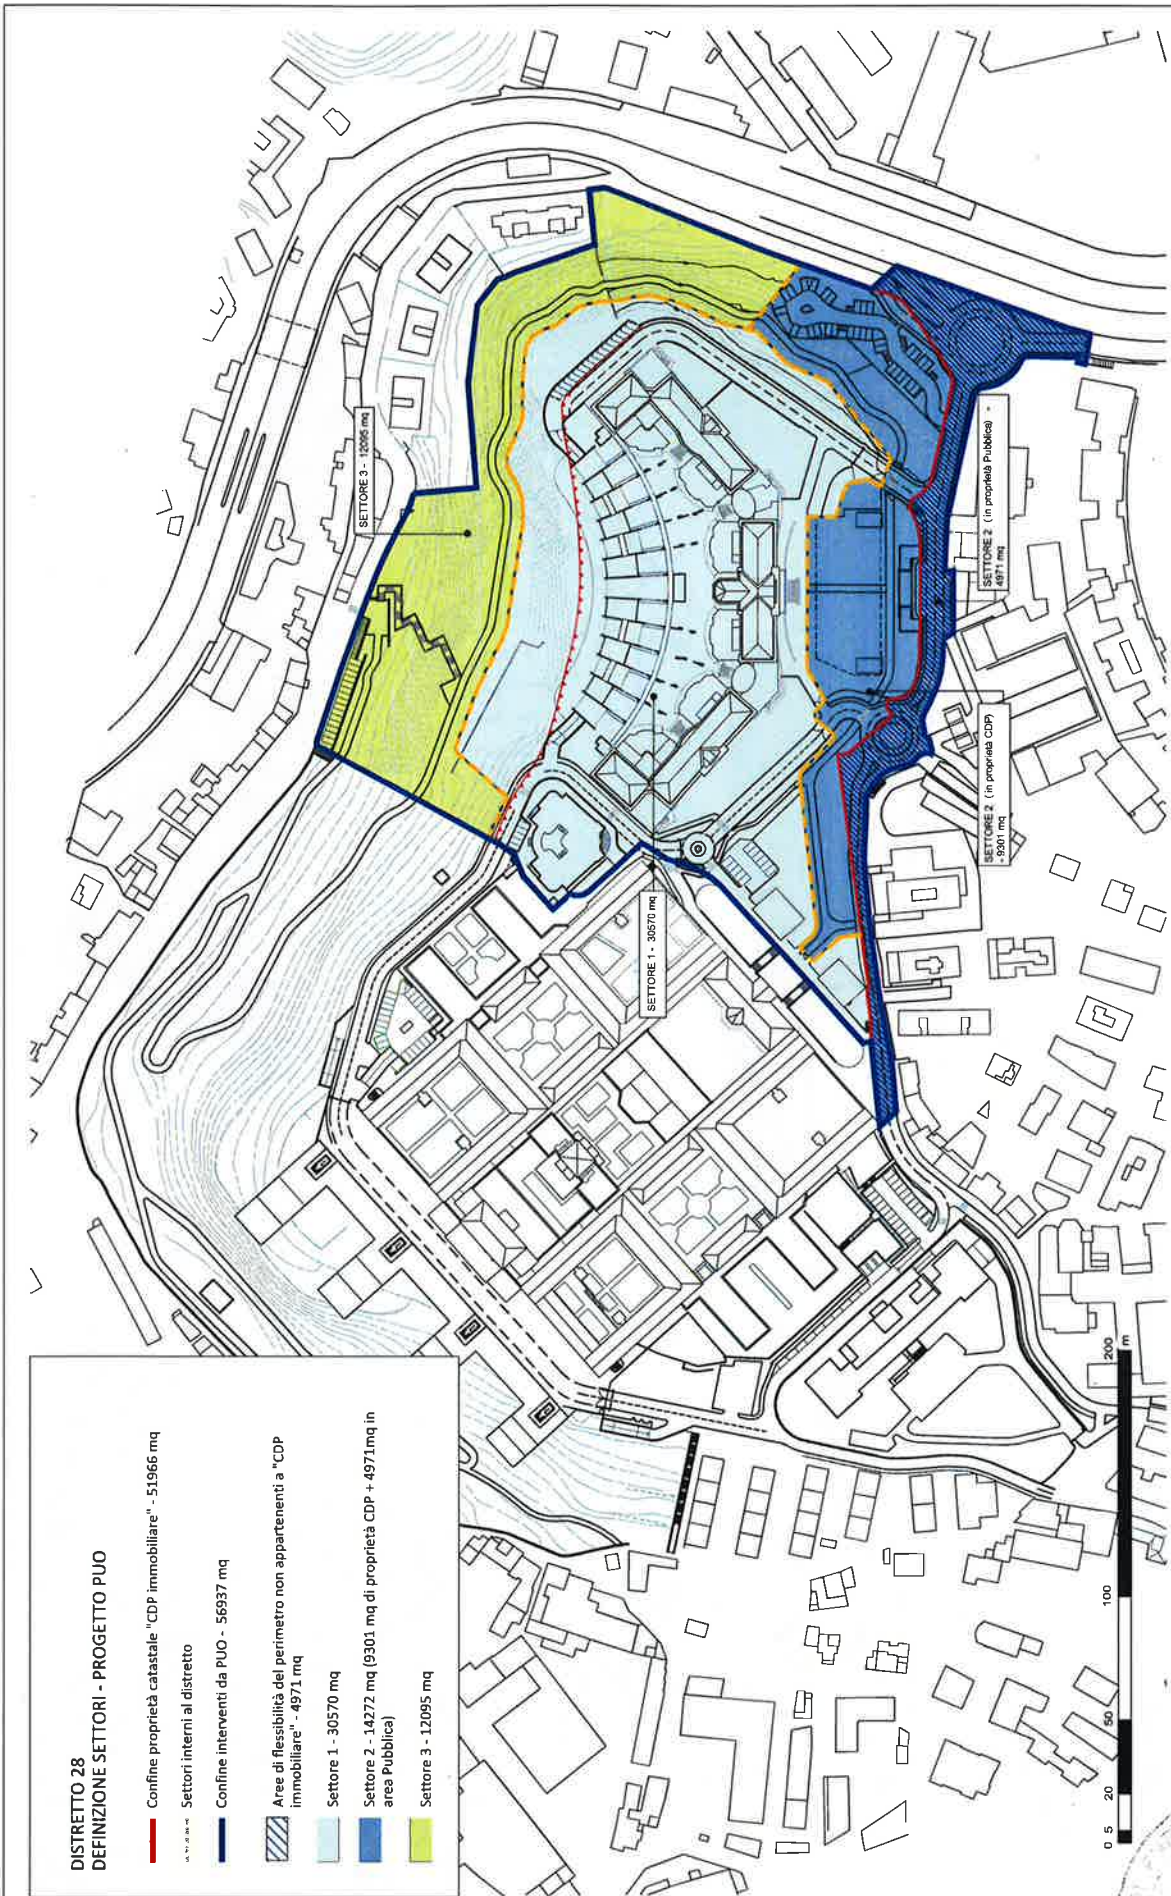 DISTRETTO 28
DEFINIZIONE SETTORI - PROGETTO PUO
Confine proprietà catastale "CDP immobiliare" - 51966 mq
Settori interni al distretto
Confine interventi da PUO - 56937 mq
Aree di flessibilità del perimetro non appartenenti a "CDP
immobiliare" - 4971 mq
Settore 1 - 30570 mq
Settore 2 - 14272 mq (9301 mq di proprietà CDP + 4971mq in
area Pubblica)
Settore 3 - 12095 mq
SETTORE 3 - 12095 mq
SETTORE 1 - 30570 mq
SETTORE 2 (in proprietà CDP)
- 9301 mq
SETTORE 2 (in proprietà Pubblica) -
4971 mq
0 5 20 50 100 200
m